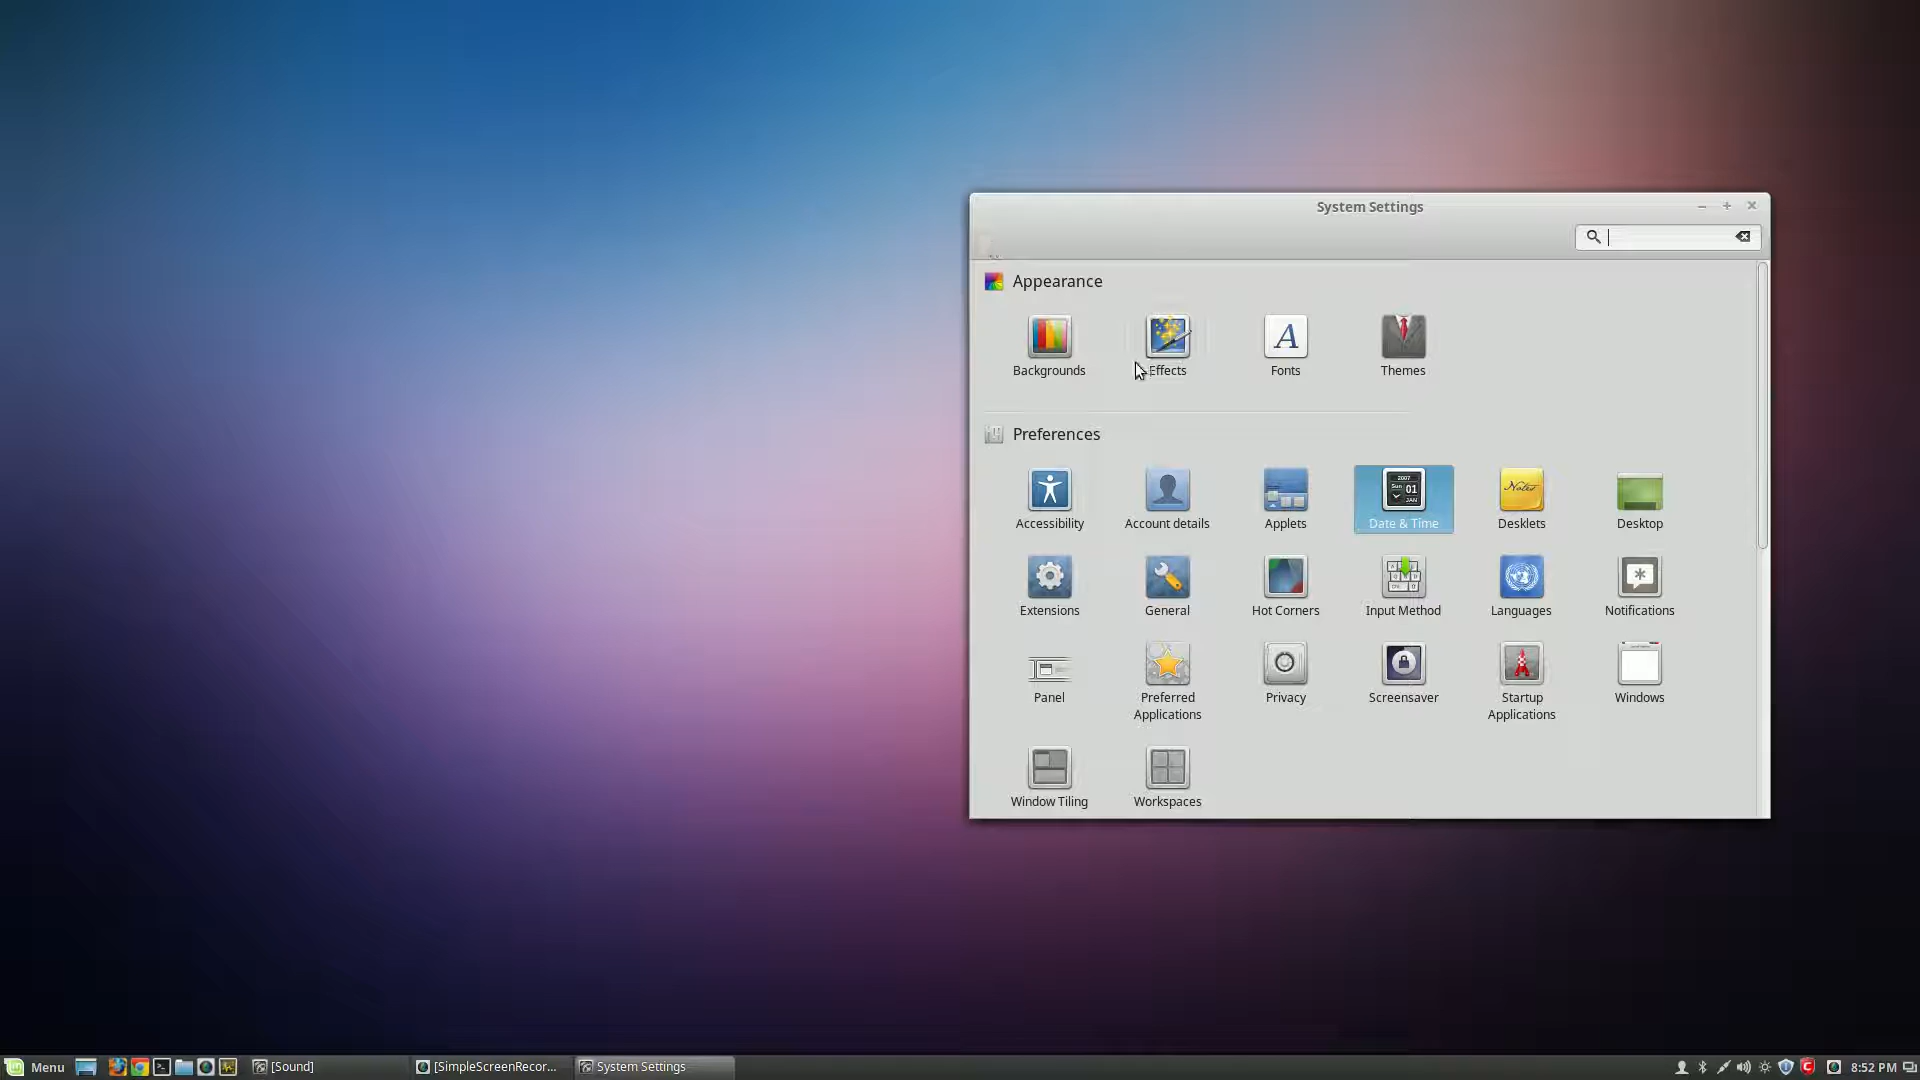 System Settings
Appearance
Backgrounds Effects Fonts Themes
Preferences
Accessibility Account details Applets Date & Time Desklets Desktop
Extensions General Hot Corners Input Method Languages Notifications
Panel Preferred Applications Privacy Screensaver Startup Applications Windows
Window Tiling Workspaces
Menu [Sound] [SimpleScreenRecor... System Settings 8:52 PM